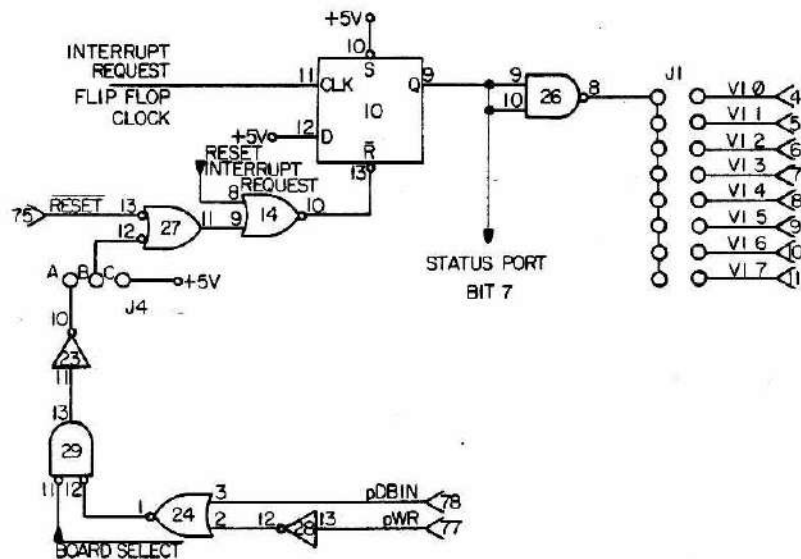 +5V
INTERRUPT
REQUEST
FLIP FLOP
CLOCK
10
S
11
CLK
10
Q
9
12
D
+5V
R
13
9
10
26
8
J1
VI 0
4
VI 1
5
VI 2
6
VI 3
7
VI 4
8
VI 5
9
VI 6
10
VI 7
11
RESET
INTERRUPT
REQUEST
8
9
14
10
75
RESET
13
12
27
11
A
B
C
+5V
J4
STATUS PORT
BIT 7
10
23
11
13
29
11
12
1
24
3
2
pDBIN
78
12
28
13
pWR
77
BOARD SELECT